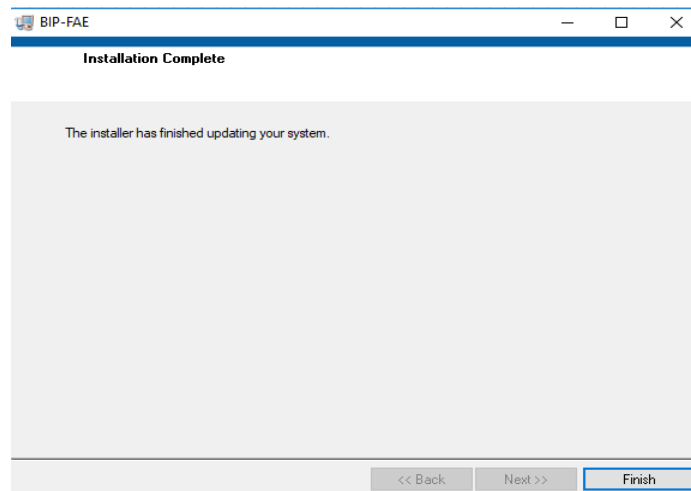 BIP-FAE
Installation Complete
The installer has finished updating your system.
<< Back Next >> Finish